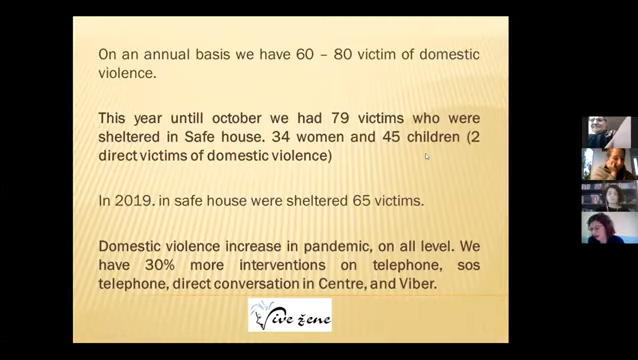 On an annual basis we have 60 – 80 victim of domestic
violence.
This year untill october we had 79 victims who were
sheltered in Safe house. 34 women and 45 children (2
direct victims of domestic violence)
In 2019. in safe house were sheltered 65 victims.
Domestic violence increase in pandemic, on all level. We
have 30% more interventions on telephone, sos
telephone, direct conversation in Centre, and Viber.
Vive žene